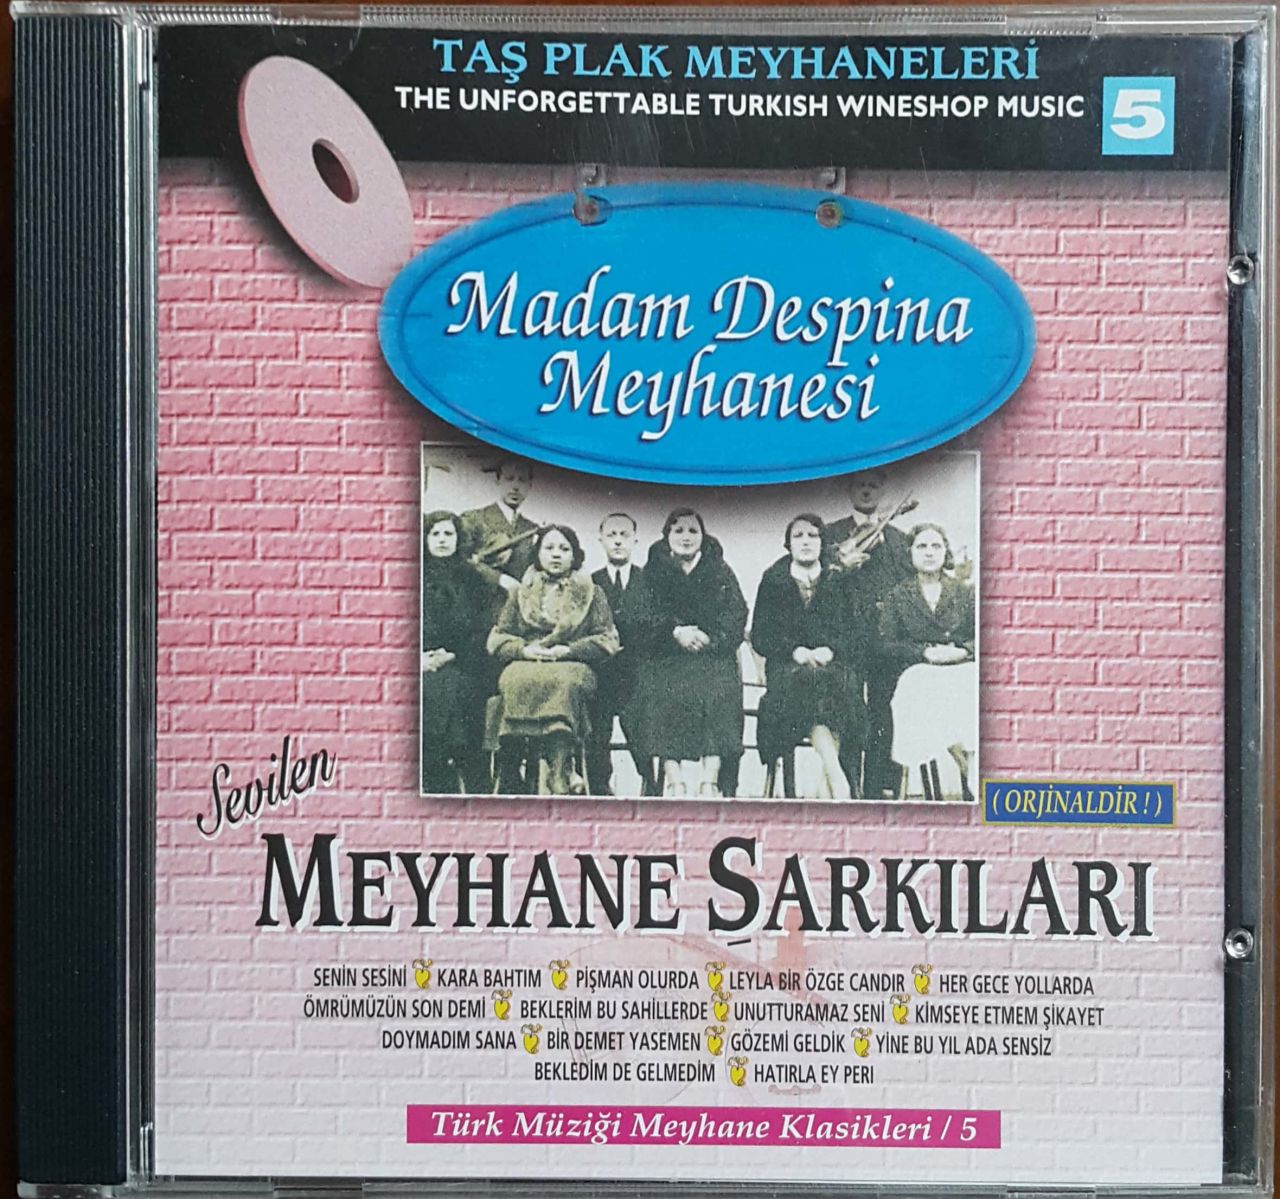 TAŞ PLAK MEYHANELERİ
THE UNFORGETTABLE TURKISH WINESHOP MUSIC 5
Madam Despina
Meyhanesi
(ORJİNALDİR!)
Sevilen
MEYHANE ŞARKILARI
SENİN SESİNİ KARA BAHTIM PİŞMAN OLURDA LEYLA BİR ÖZGE CANDIR HER GECE YOLLARDA
ÖMRÜMÜZÜN SON DEMİ BEKLERİM BU SAHİLLERDE UNUTTURAMAZ SENİ KİMSEYE ETMEM ŞİKAYET
DOYMADIM SANA BİR DEMET YASEMEN GÖZEMİ GELDİK YİNE BU YIL ADA SENSİZ
BEKLEDİM DE GELMEDİM HATIRLA EY PERI
Türk Müziği Meyhane Klasikleri / 5